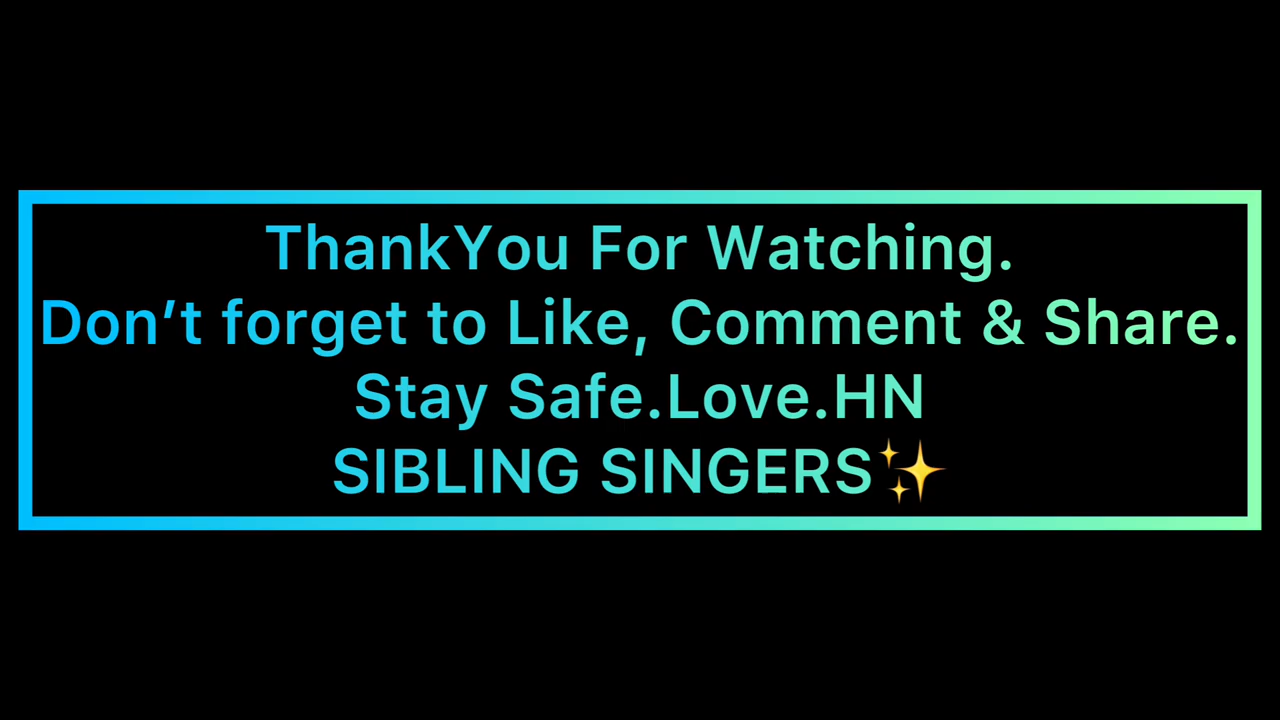 ThankYou For Watching.
Don’t forget to Like, Comment & Share.
Stay Safe.Love.HN
SIBLING SINGERS✨